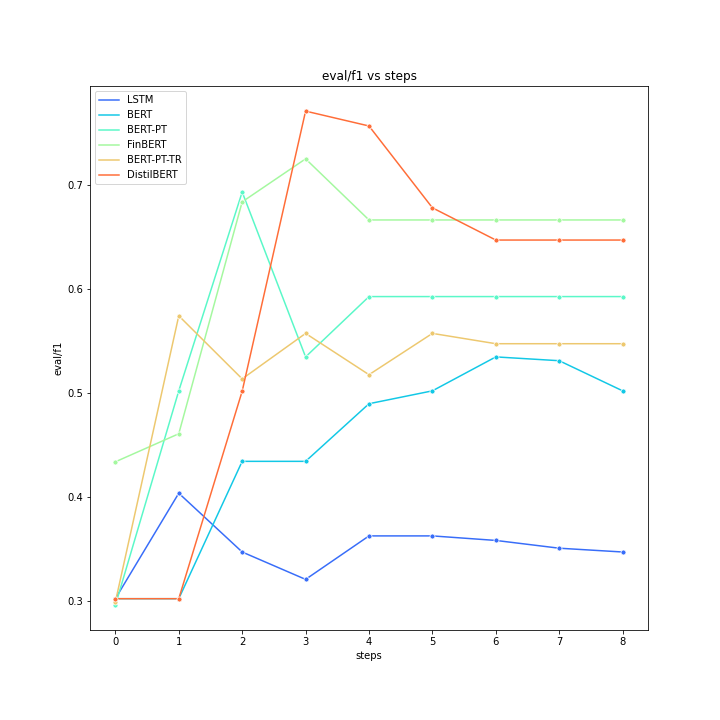 eval/f1 vs steps
LSTM
BERT
BERT-PT
FinBERT
BERT-PT-TR
DistilBERT
0.7
0.6
0.5
0.4
0.3
eval/f1
0 1 2 3 4 5 6 7 8
steps